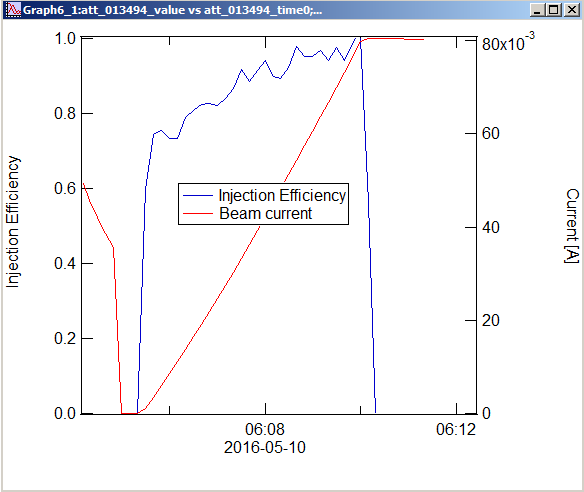 Graph6_1:att_013494_value vs att_013494_time0;...
1.0
0.8
0.6
0.4
0.2
0.0
Injection Efficiency
Injection Efficiency
Beam current
80x10-3
60
40
20
0
Current [A]
06:08
06:12
2016-05-10